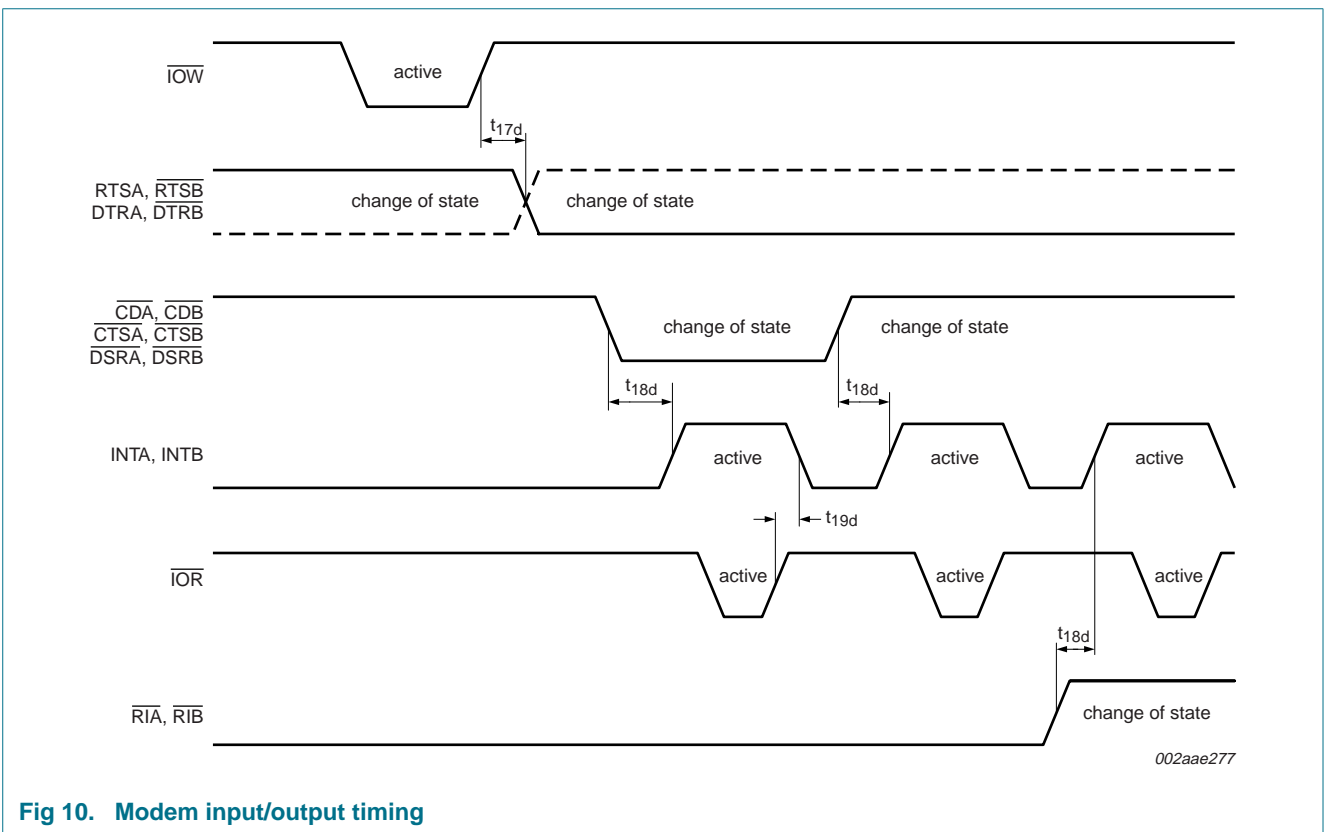 IOW
active
t17d
RTSA, RTSB
DTRA, DTRB
change of state
change of state
CDA, CDB
CTSA, CTSB
DSRA, DSRB
change of state
change of state
t18d
t18d
INTA, INTB
active
active
active
t19d
IOR
active
active
active
t18d
RIA, RIB
change of state
002aae277
Fig 10. Modem input/output timing